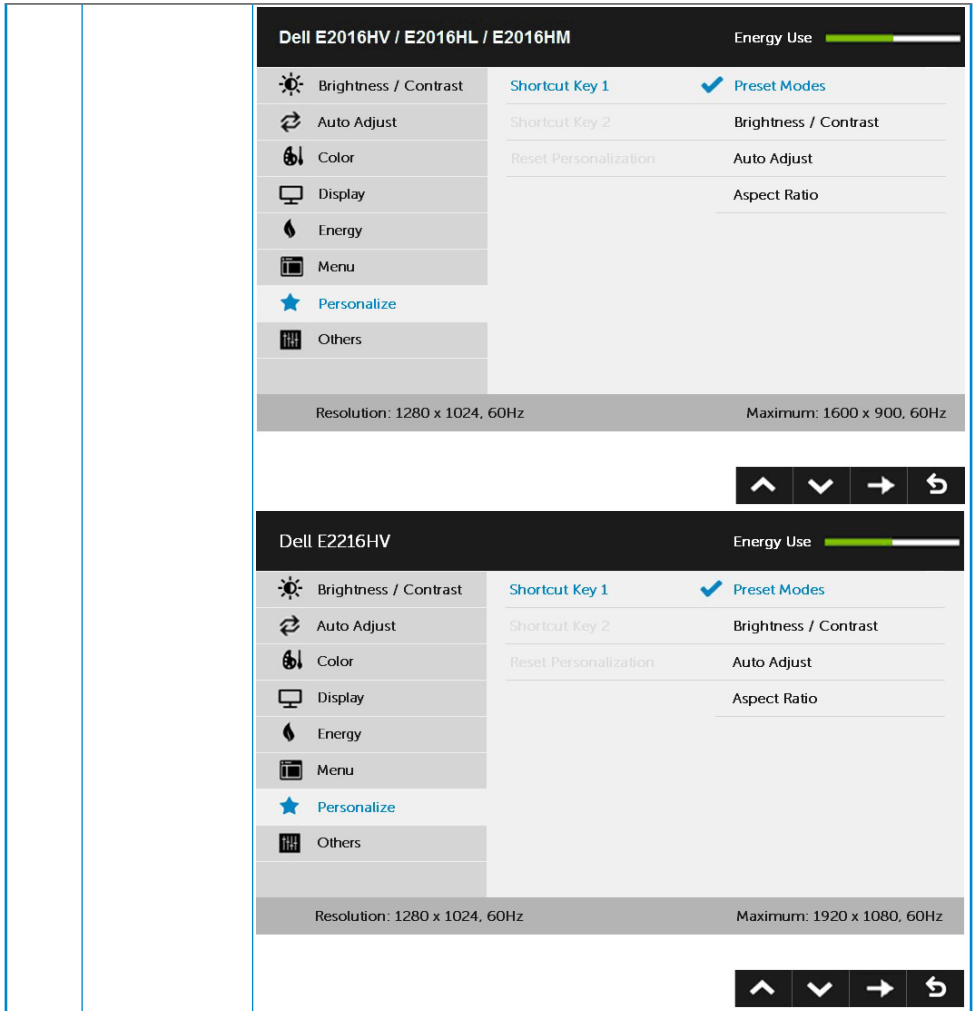 Dell E2016HV / E2016HL / E2016HM Energy Use
Brightness / Contrast Shortcut Key 1 Preset Modes
Auto Adjust Shortcut Key 2 Brightness / Contrast
Color Reset Personalization Auto Adjust
Display Aspect Ratio
Energy
Menu
Personalize
Others
Resolution: 1280 x 1024, 60Hz Maximum: 1600 x 900, 60Hz
Dell E2216HV Energy Use
Brightness / Contrast Shortcut Key 1 Preset Modes
Auto Adjust Shortcut Key 2 Brightness / Contrast
Color Reset Personalization Auto Adjust
Display Aspect Ratio
Energy
Menu
Personalize
Others
Resolution: 1280 x 1024, 60Hz Maximum: 1920 x 1080, 60Hz